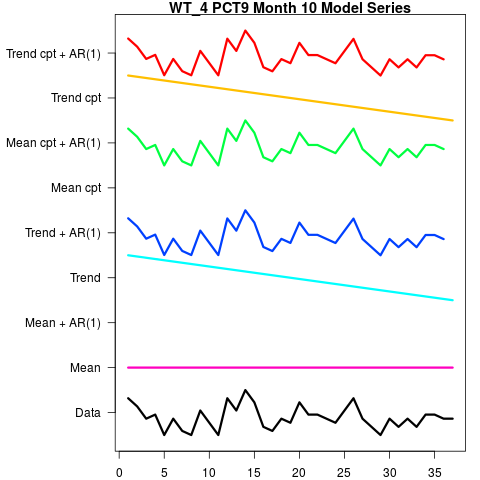 WT_4 PCT9 Month 10 Model Series
Trend cpt + AR(1)
Trend cpt
Mean cpt + AR(1)
Mean cpt
Trend + AR(1)
Trend
Mean + AR(1)
Mean
Data
0 5 10 15 20 25 30 35